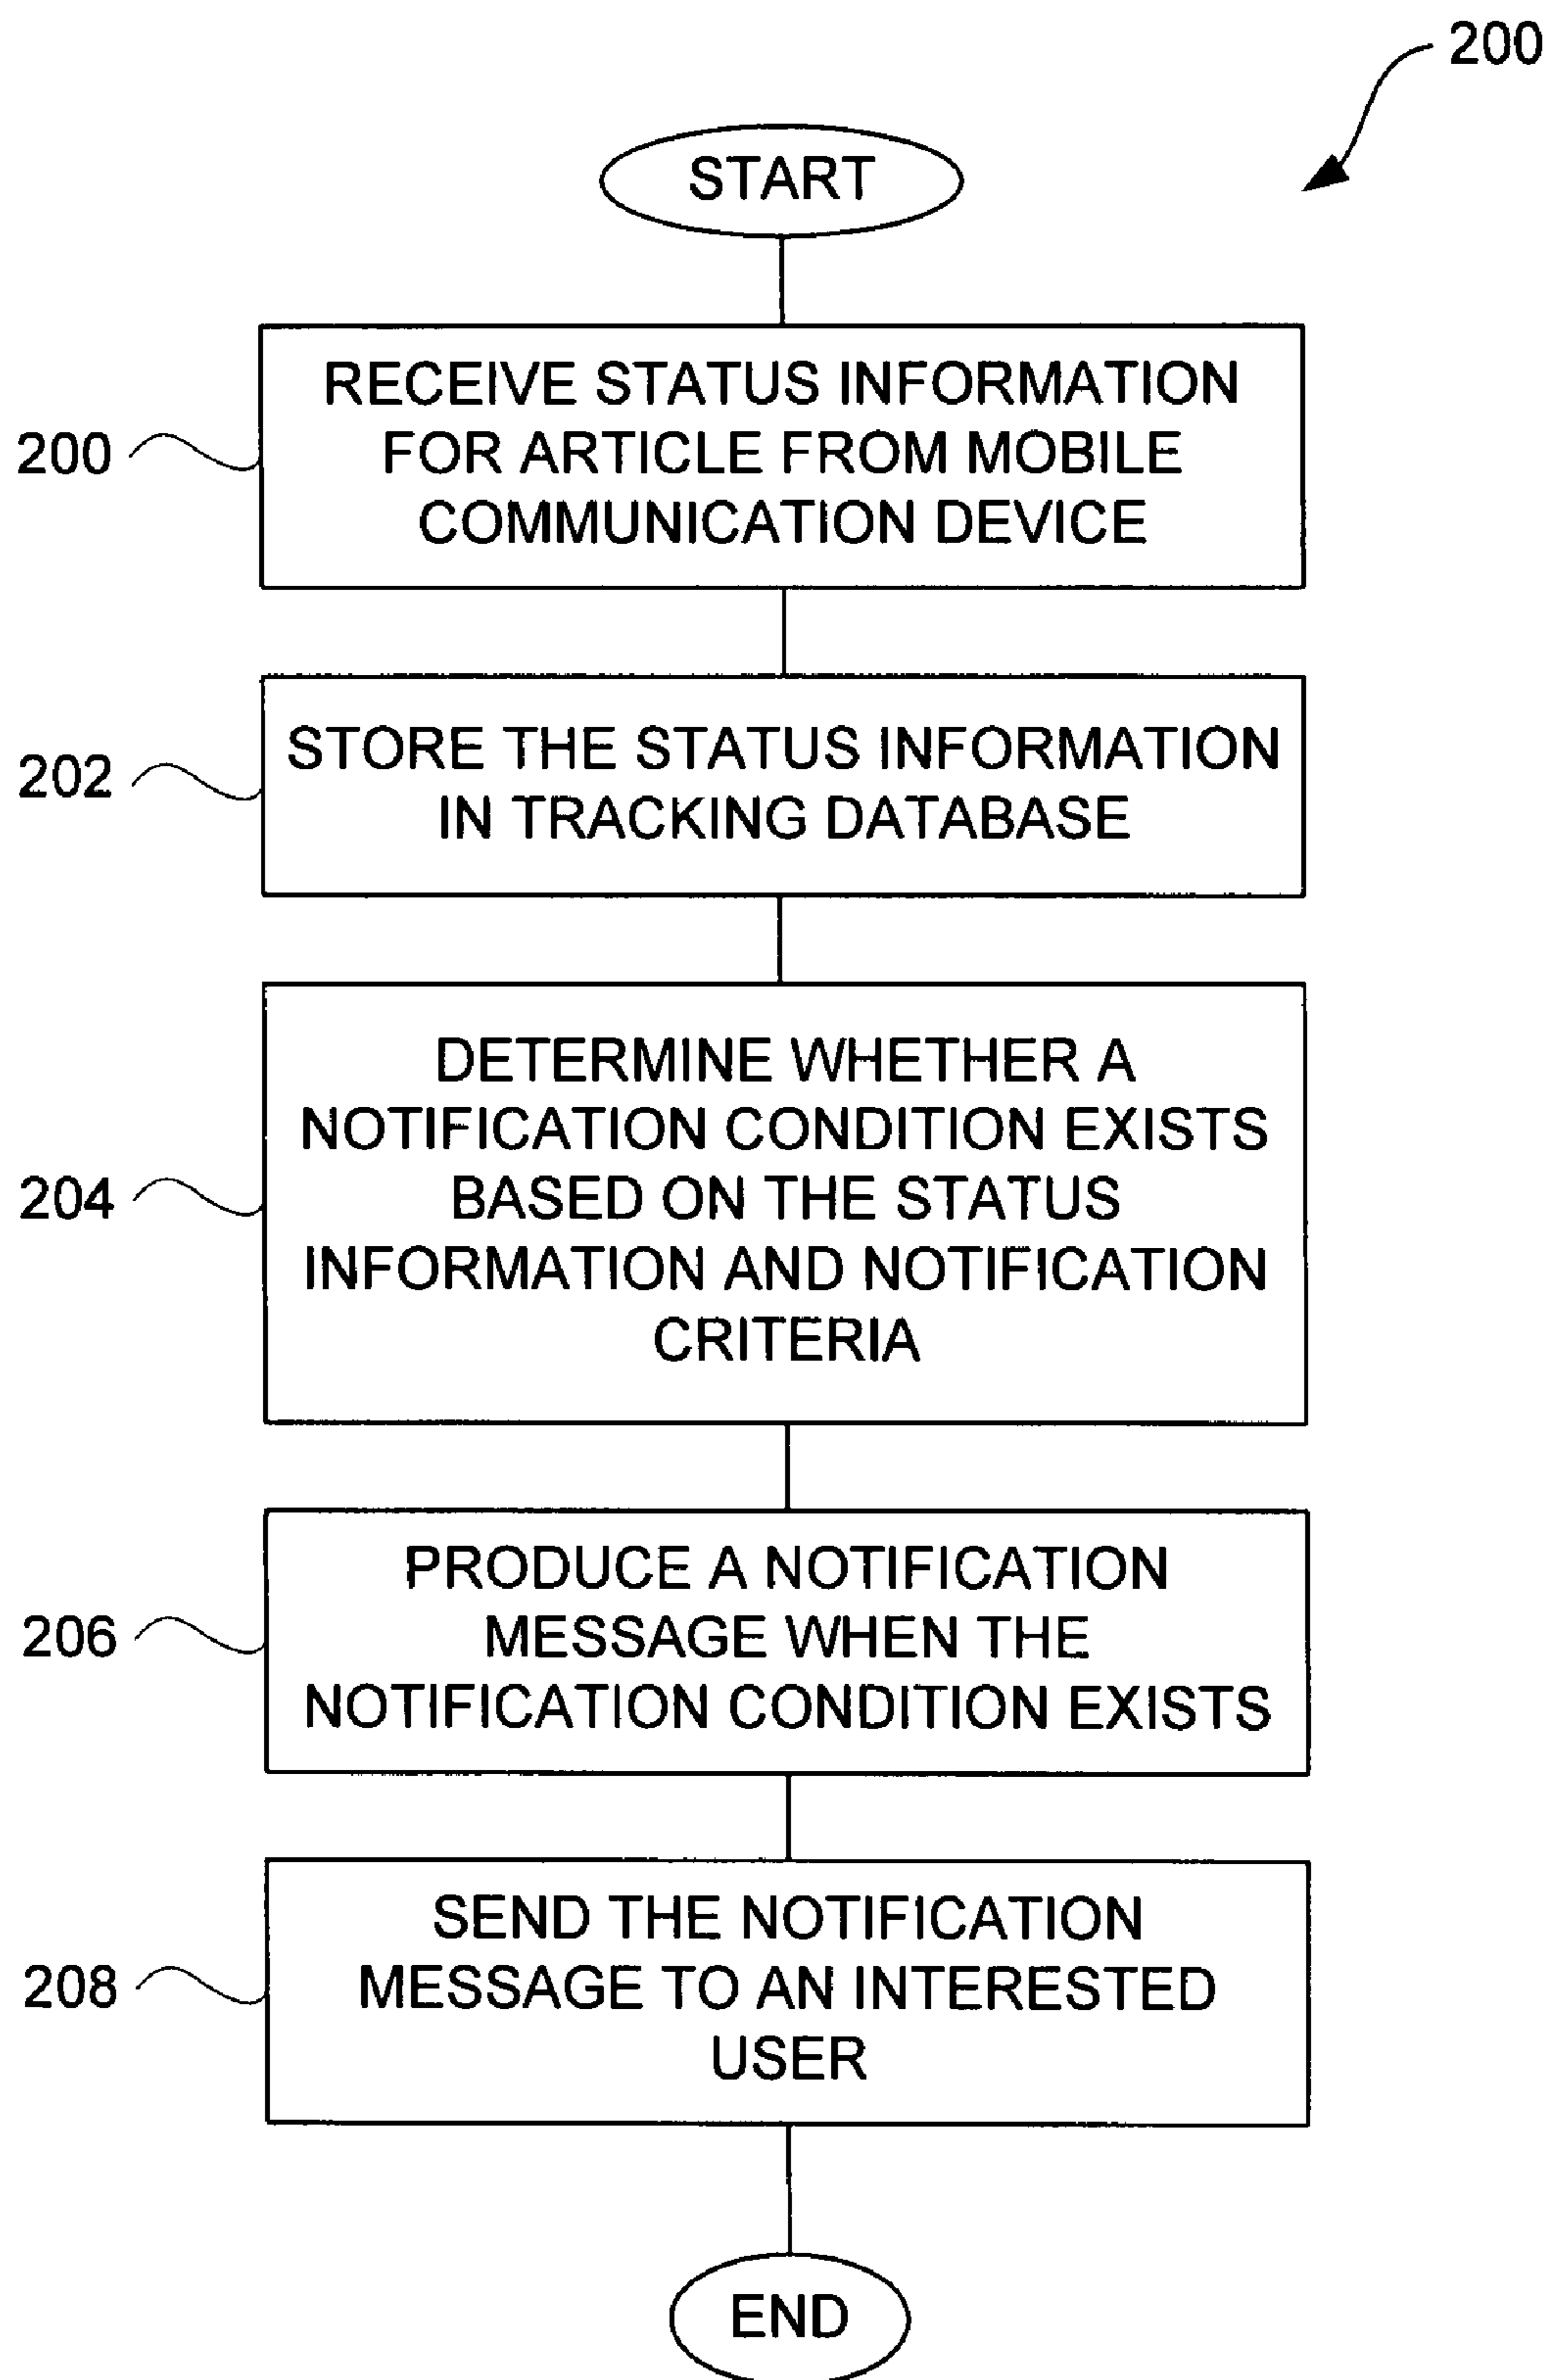 200
START
RECEIVE STATUS INFORMATION
FOR ARTICLE FROM MOBILE
COMMUNICATION DEVICE
200
STORE THE STATUS INFORMATION
IN TRACKING DATABASE
202
DETERMINE WHETHER A
NOTIFICATION CONDITION EXISTS
BASED ON THE STATUS
INFORMATION AND NOTIFICATION
CRITERIA
204
PRODUCE A NOTIFICATION
MESSAGE WHEN THE
NOTIFICATION CONDITION EXISTS
206
SEND THE NOTIFICATION
MESSAGE TO AN INTERESTED
USER
208
END